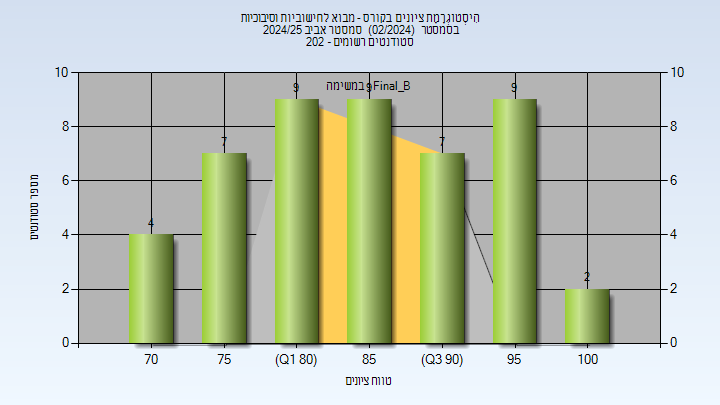 היסטוגרמת ציונים בקורס - מבוא לחישוביות וסיבוכיות
בסמסטר (02/2024) סמסטר אביב 2024/25
סטודנטים רשומים - 202
במשימה Final_B
10 10
8 8
6 6
4 4
2 2
0 0
4 7 9 9 7 9 2
מספר סטודנטים
70 75 (Q1 80) 85 (Q3 90) 95 100
טווח ציונים